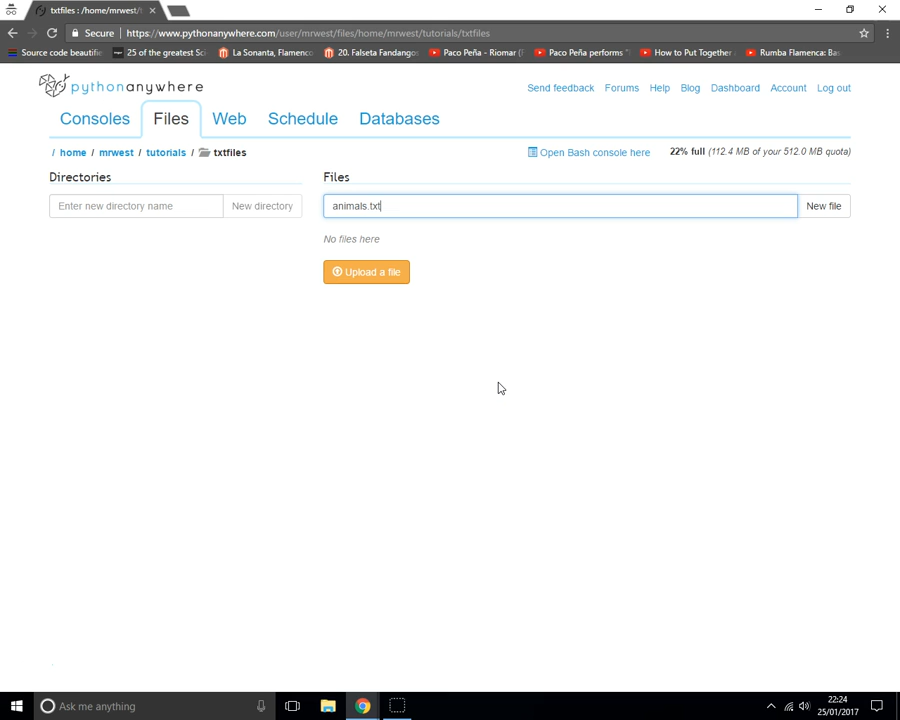 txtfiles : /home/mrwest/
Secure https://www.pythonanywhere.com/user/mrwest/files/home/mrwest/tutorials/txtfiles
Source code beautifie 25 of the greatest Sci La Sonanta, Flamenco 20. Falseta Fandangos Paco Peña - Riomar (F Paco Peña performs " How to Put Together Rumba Flamenca: Bas
pythonanywhere
Send feedback Forums Help Blog Dashboard Account Log out
Consoles Files Web Schedule Databases
/ home / mrwest / tutorials / txtfiles
Open Bash console here 22% full (112.4 MB of your 512.0 MB quota)
Directories Files
Enter new directory name New directory animals.txt New file
No files here
Upload a file
Ask me anything
22:24
25/01/2017